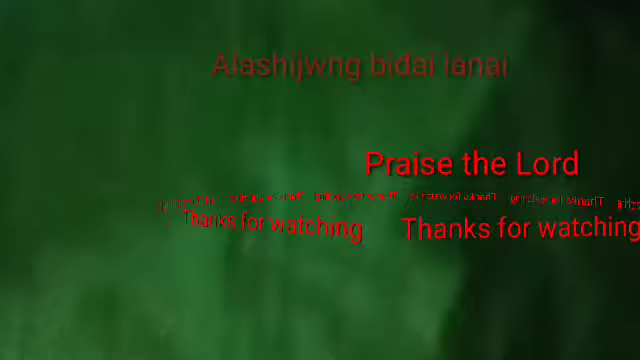 Alashijwng bidai lanai
Praise the Lord
Thanks for watching Thanks for watching